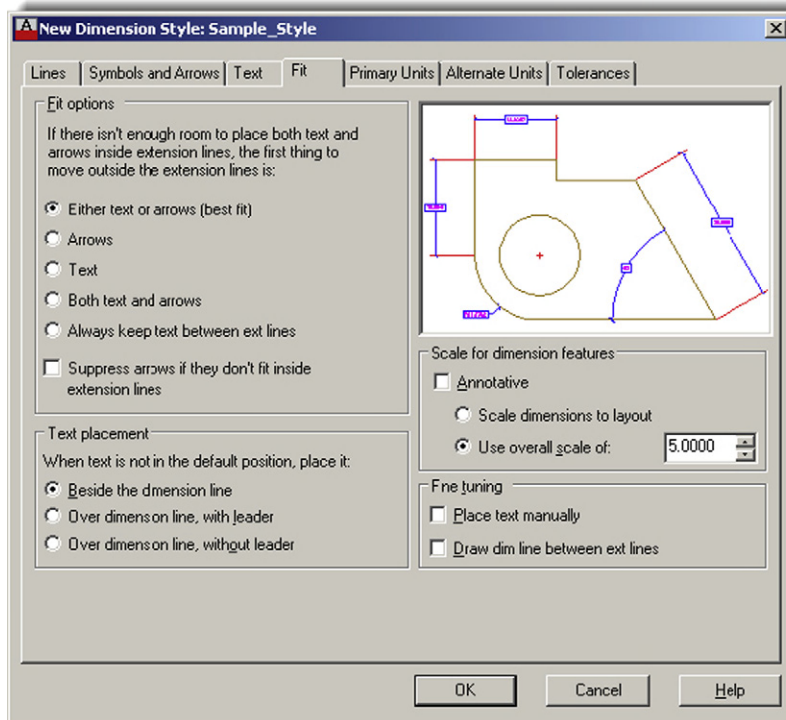 New Dimension Style: Sample_Style
Lines Symbols and Arrows Text Fit Primary Units Alternate Units Tolerances
Fit options
If there isn't enough room to place both text and
arrows inside extension lines, the first thing to
move outside the extension lines is:
Either text or arrows (best fit)
Arrows
Text
Both text and arrows
Always keep text between ext lines
Suppress arrows if they don't fit inside
extension lines
Text placement
When text is not in the default position, place it:
Beside the dimension line
Over dimension line, with leader
Over dimension line, without leader
Scale for dimension features
Annotative
Scale dimensions to layout
Use overall scale of: 5.0000
Fine tuning
Place text manually
Draw dim line between ext lines
OK Cancel Help